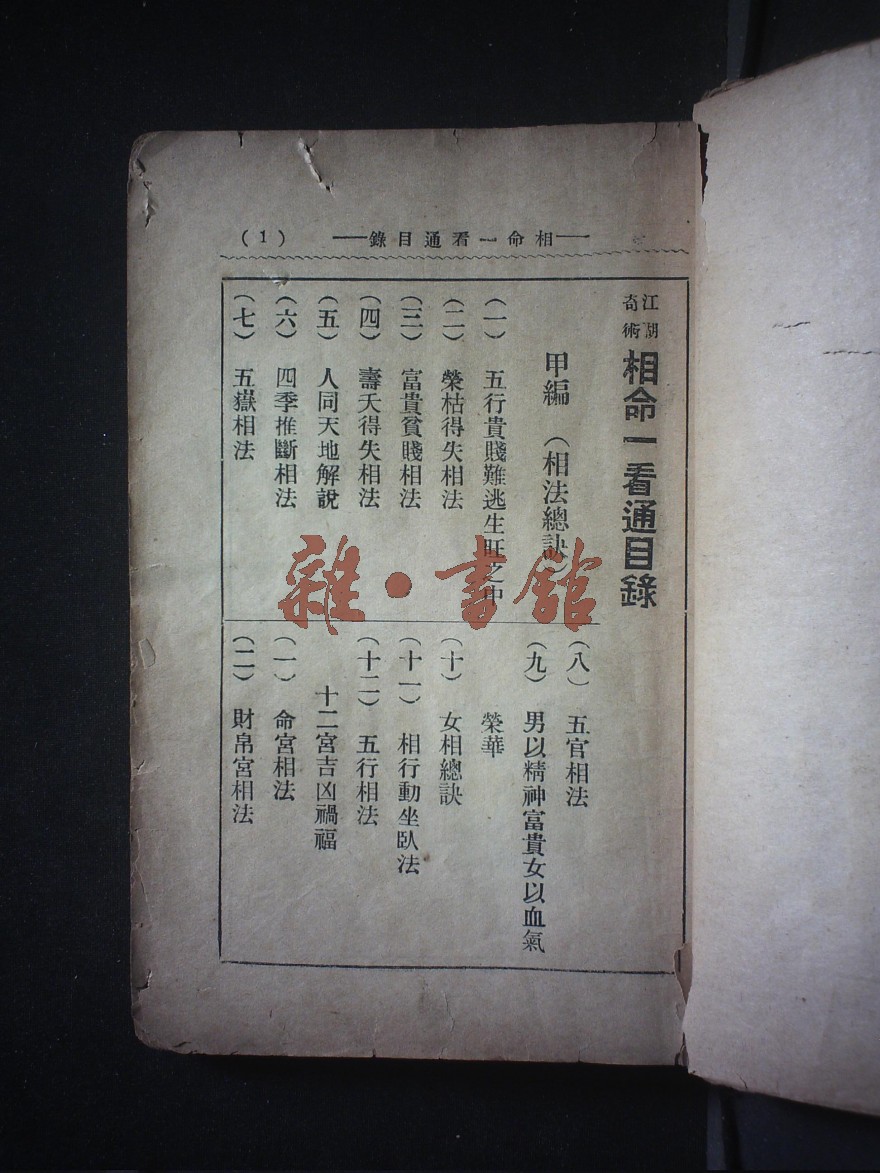 （1） ——相命一看通目錄——
江湖奇術
相命一看通目錄
甲編 （相法總訣）
（一） 五行貴賤難逃生旺之中
（二） 榮枯得失相法
（三） 富貴貧賤相法
（四） 壽夭得失相法
（五） 人同天地解說
（六） 四季推斷相法
（七） 五嶽相法
（八） 五官相法
（九） 男以精神富貴女以血氣
榮華
（十） 女相總訣
（十一） 相行動坐臥法
（十二） 五行相法
十二宮吉凶禍福
（一） 命宮相法
（二） 財帛宮相法
雜·書館